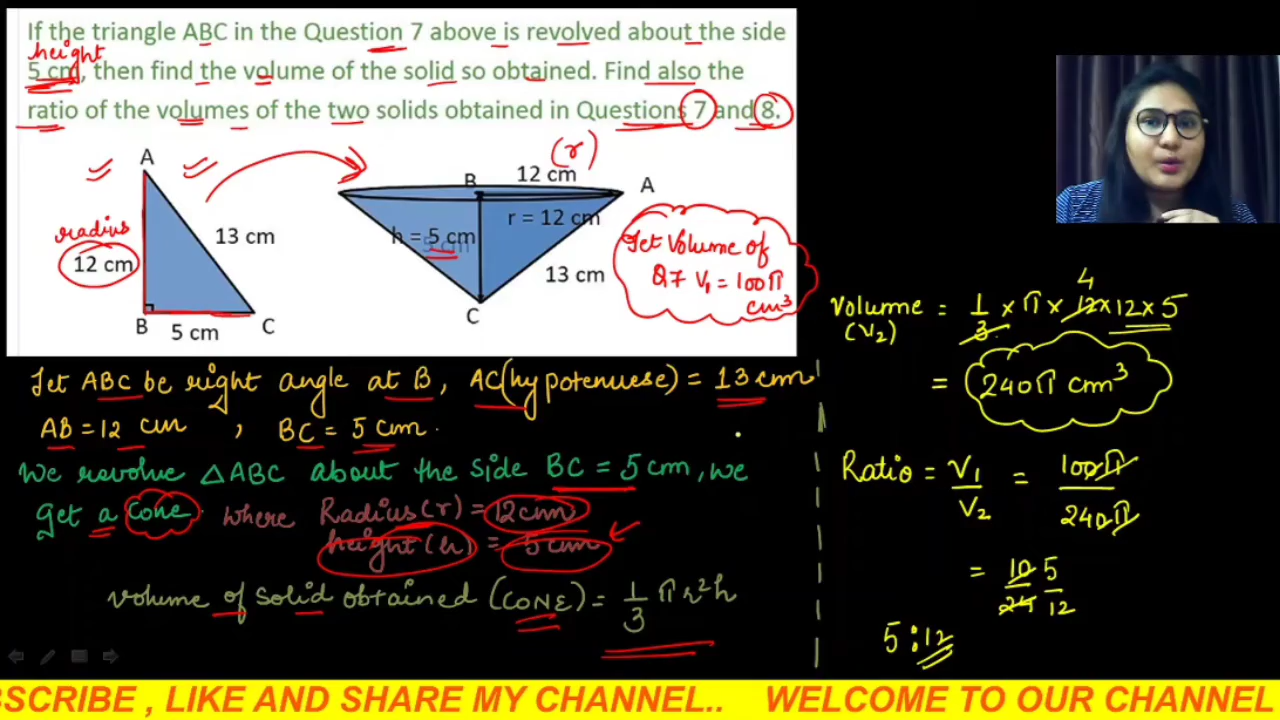 If the triangle ABC in the Question 7 above is revolved about the side
height
5 cm, then find the volume of the solid so obtained. Find also the
ratio of the volumes of the two solids obtained in Questions 7 and 8.
A
radius
12 cm
13 cm
B
5 cm
C
(r)
B
12 cm
A
r = 12 cm
h = 5 cm
5 cm
13 cm
C
Let Volume of
Q7 V₁ = 100π
cm³
Let ABC be right angle at B, AC(hypotenuese) = 13 cm
AB = 12 cm , BC = 5 cm.
We revolve △ABC about the side BC = 5 cm, we
get a cone. where Radius(r) = 12cm
height(h) = 5 cm
volume of solid obtained (CONE) = 1/3 πr²h
volume (V₂) = 1/3 × π × 12 × 12 × 5
4
= 240π cm³
Ratio = V₁/V₂ = 100π/240π
= 10/24 5/12
5 : 12
BSCRIBE , LIKE AND SHARE MY CHANNEL.. WELCOME TO OUR CHANNEL